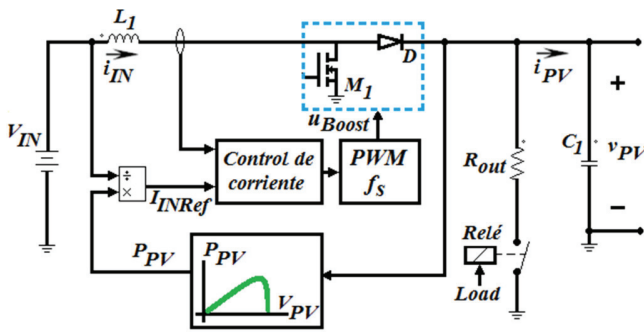 L1
iIN
D
M1
iPV
+
VIN
uBoost
÷
×
IINRef
Control de
corriente
PWM
fs
Rout
C1
vPV
−
Relé
Load
PPV
PPV
VPV